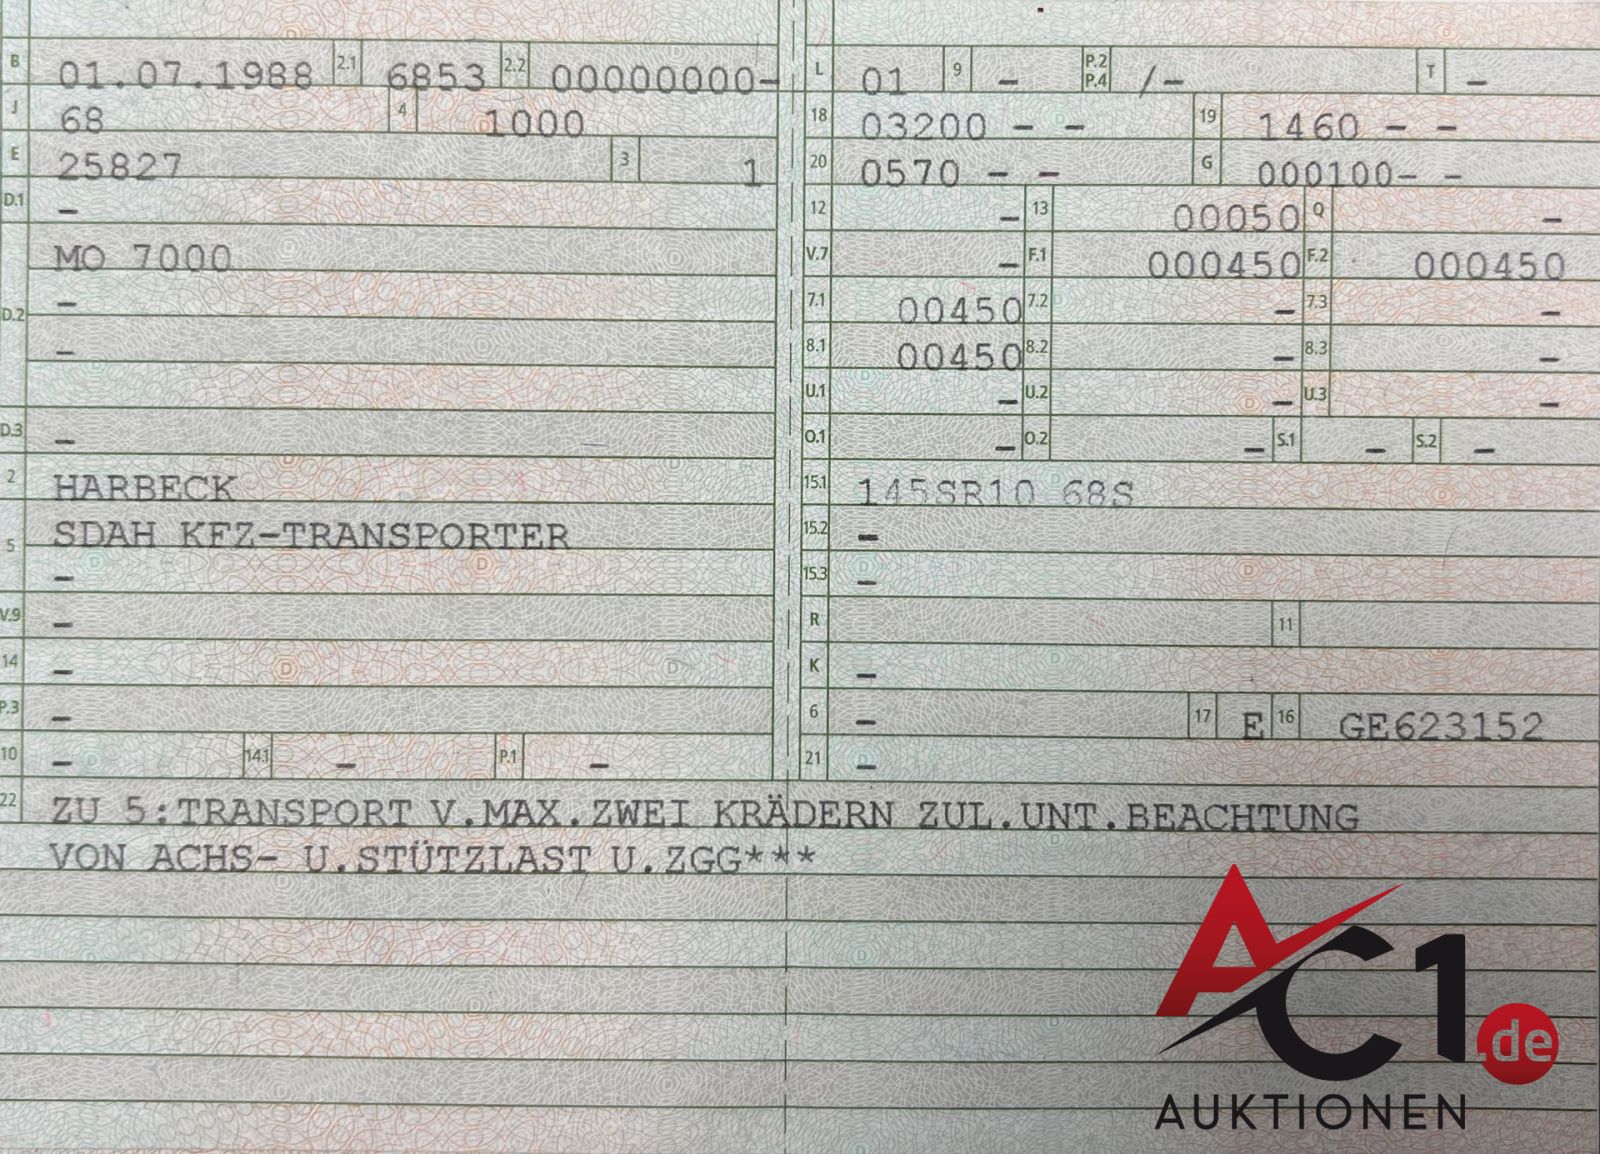 B 01.07.1988 2.1 6853 2.2 00000000-
J 68 4 1000
E 25827 3 1
D.1 -
MO 7000
D.2 -
-
D.3 -
2 HARBECK
SDAH KFZ-TRANSPORTER
5 -
V.9 -
14 -
P.3 -
10 - 14.1 - P.1 -
L 01 9 - P.2 P.4 /- T -
18 03200 - - 19 1460 - -
20 0570 - - G 000100- -
12 - 13 00050 Q -
V.7 - F.1 000450 F.2 000450
7.1 00450 7.2 - 7.3 -
8.1 00450 8.2 - 8.3 -
U.1 - U.2 - U.3 -
O.1 - O.2 - S.1 - S.2 -
15.1 145SR10 68S
15.2 -
15.3 -
R 11
K -
6 - 17 E 16 GE623152
21 -
22 ZU 5:TRANSPORT V.MAX.ZWEI KRÄDERN ZUL.UNT.BEACHTUNG
VON ACHS- U.STÜTZLAST U.ZGG***
AC1.de
AUKTIONEN